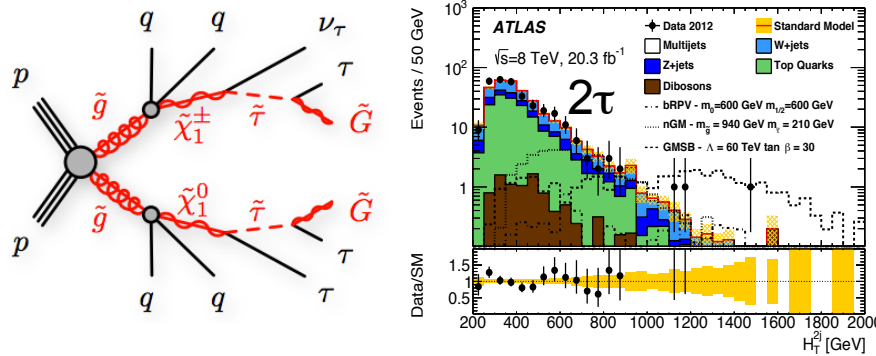 q q ν_τ
p τ
g̃ χ̃₁^± τ̃ G̃
g̃ χ̃₁⁰ τ̃ G̃
p τ
q q τ
ATLAS
√s=8 TeV, 20.3 fb⁻¹
2τ
Data 2012 Standard Model
Multijets W+jets
Z+jets Top Quarks
Dibosons
bRPV - m₀=600 GeV m₁/₂=600 GeV
nGM - m_g̃ = 940 GeV m_τ̃ = 210 GeV
GMSB - Λ = 60 TeV tan β = 30
Events / 50 GeV
10³
10²
10
1
1
Data/SM
1.5
1
0.5
200 400 600 800 1000 1200 1400 1600 1800 2000
H_T^2j [GeV]